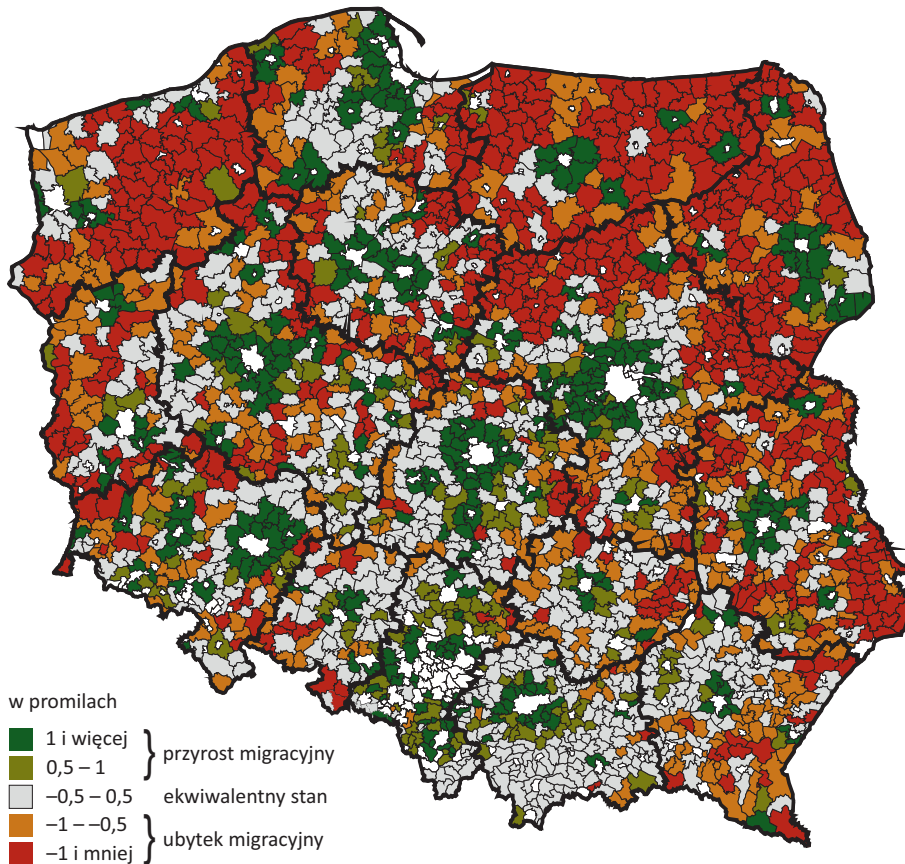 w promilach
1 i więcej
0,5 – 1
przyrost migracyjny
–0,5 – 0,5 ekwiwalentny stan
–1 – –0,5
–1 i mniej
ubytek migracyjny